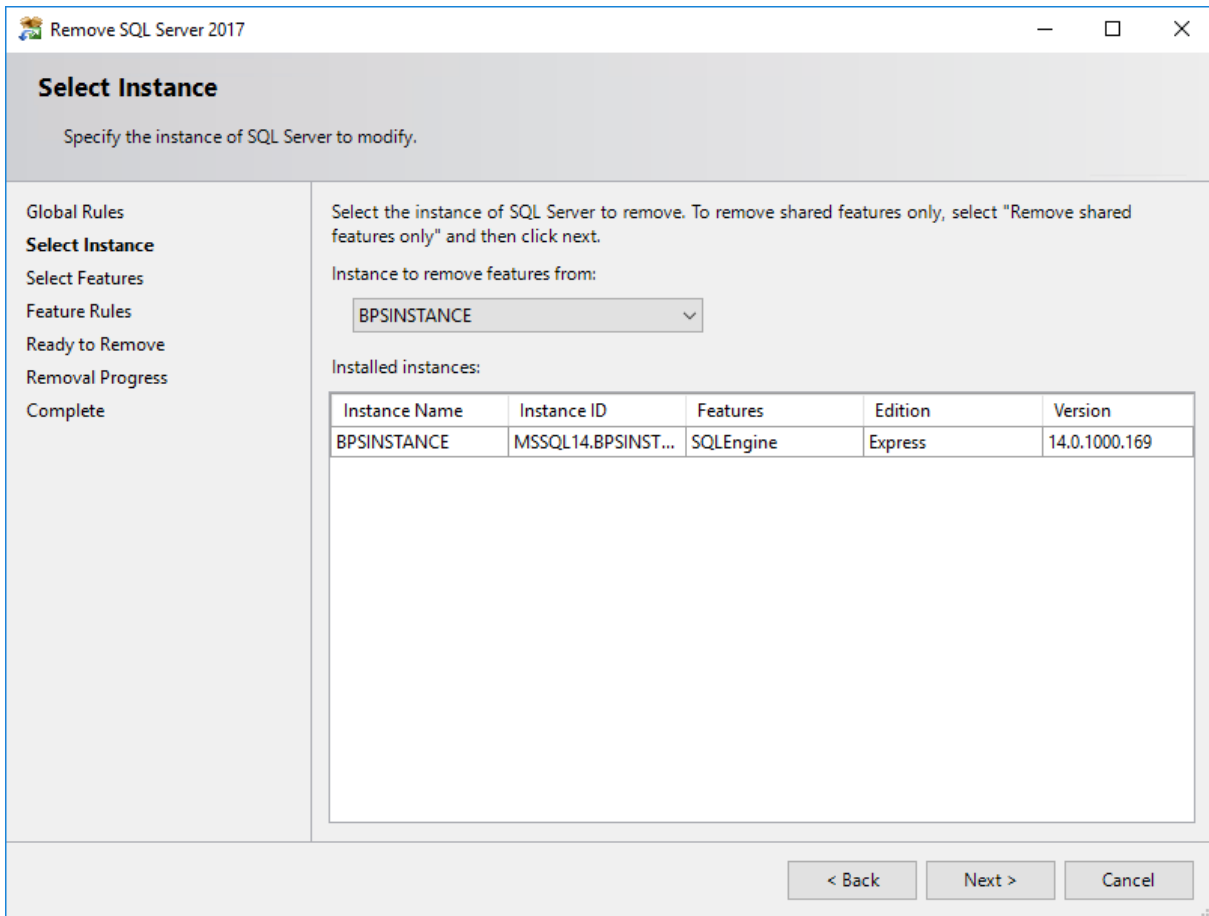 Remove SQL Server 2017
Select Instance
Specify the instance of SQL Server to modify.
Global Rules
Select Instance
Select Features
Feature Rules
Ready to Remove
Removal Progress
Complete
Select the instance of SQL Server to remove. To remove shared features only, select "Remove shared
features only" and then click next.
Instance to remove features from:
BPSINSTANCE
Installed instances:
Instance Name Instance ID Features Edition Version
BPSINSTANCE MSSQL14.BPSINST... SQLEngine Express 14.0.1000.169
< Back Next > Cancel